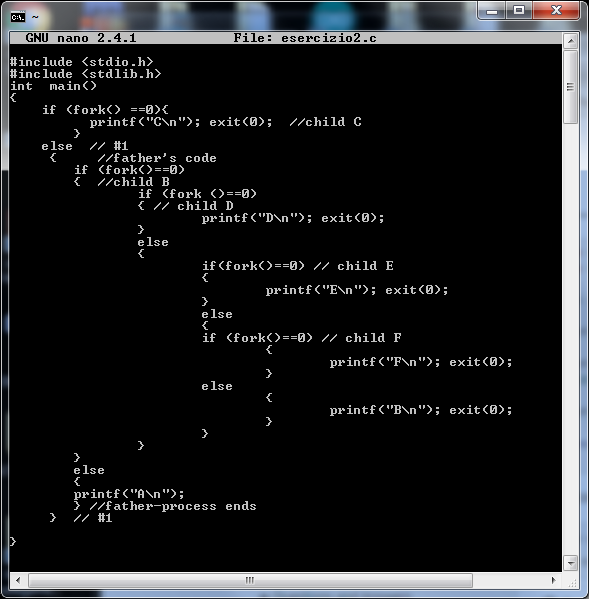 ~
GNU nano 2.4.1 File: esercizio2.c
#include <stdio.h>
#include <stdlib.h>
int main()
{
if (fork() ==0){
printf("C\n"); exit(0); //child C
}
else // #1
{ //father's code
if (fork()==0)
{ //child B
if (fork ()==0)
{ // child D
printf("D\n"); exit(0);
}
else
{
if(fork()==0) // child E
{
printf("E\n"); exit(0);
}
else
{
if (fork()==0) // child F
{
printf("F\n"); exit(0);
}
else
{
printf("B\n"); exit(0);
}
}
}
}
else
{
printf("A\n");
} //father-process ends
} // #1
}